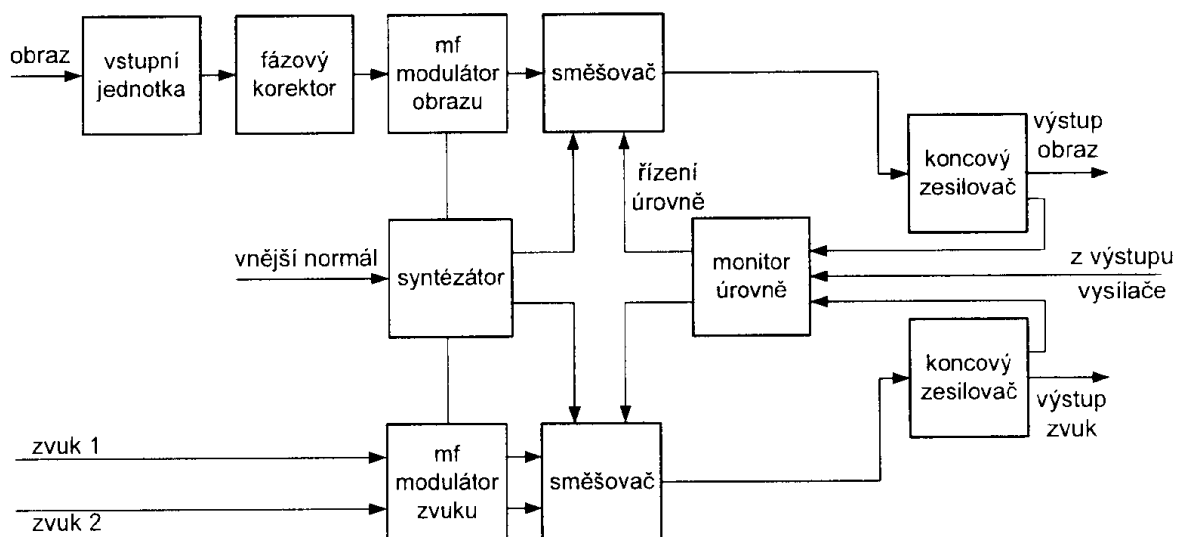 obraz
vstupní
jednotka
fázový
korektor
mf
modulátor
obrazu
směšovač
výstup
obraz
koncový
zesilovač
řízení
úrovně
vnější normál
syntézátor
monitor
úrovně
z výstupu
vysílače
koncový
zesilovač
výstup
zvuk
zvuk 1
zvuk 2
mf
modulátor
zvuku
směšovač